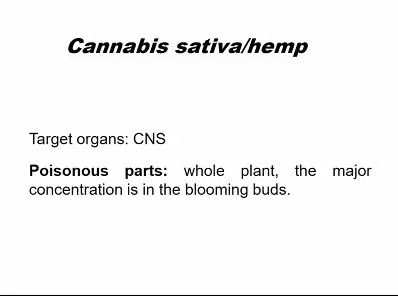 Cannabis sativa/hemp
Target organs: CNS
Poisonous parts: whole plant, the major
concentration is in the blooming buds.